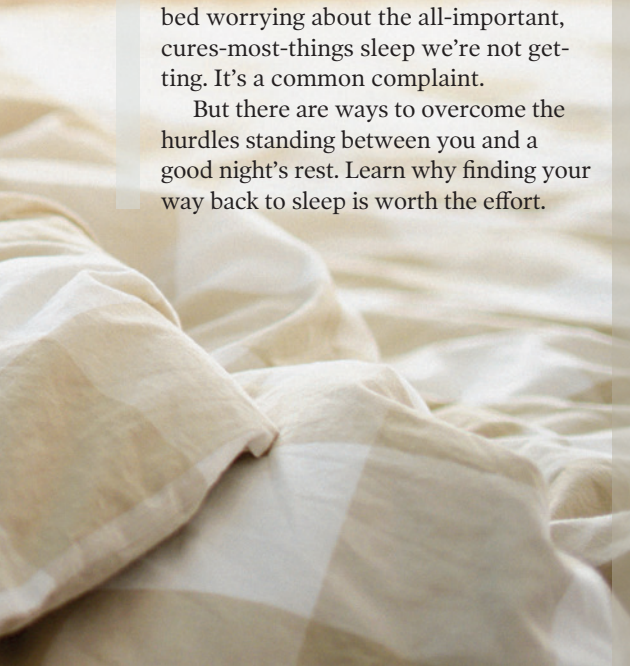 bed worrying about the all-important,
cures-most-things sleep we’re not get-
ting. It’s a common complaint.
But there are ways to overcome the
hurdles standing between you and a
good night’s rest. Learn why finding your
way back to sleep is worth the effort.